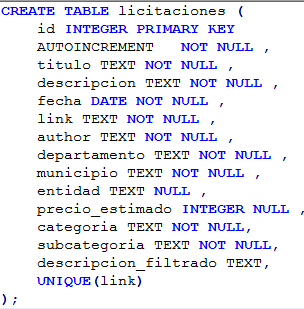 CREATE TABLE licitaciones (
id INTEGER PRIMARY KEY
AUTOINCREMENT NOT NULL ,
titulo TEXT NOT NULL ,
descripcion TEXT NOT NULL ,
fecha DATE NOT NULL ,
link TEXT NOT NULL ,
author TEXT NOT NULL ,
departamento TEXT NOT NULL ,
municipio TEXT NOT NULL ,
entidad TEXT NULL ,
precio_estimado INTEGER NULL ,
categoria TEXT NOT NULL,
subcategoria TEXT NOT NULL,
descripcion_filtrado TEXT,
UNIQUE(link)
);